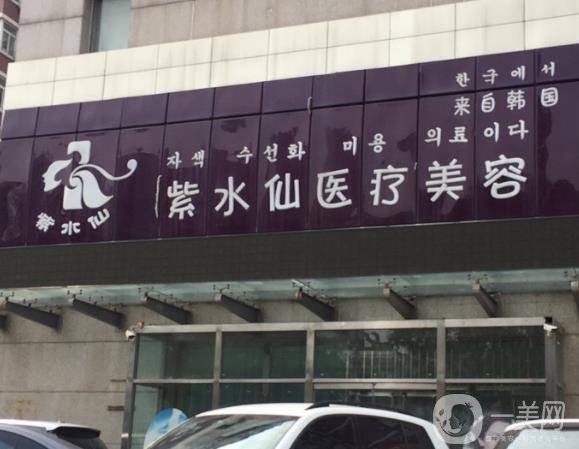 한국에서
来自韩国
자색 수선화 미용 의료이다
紫水仙医疗美容
紫水仙
一美网